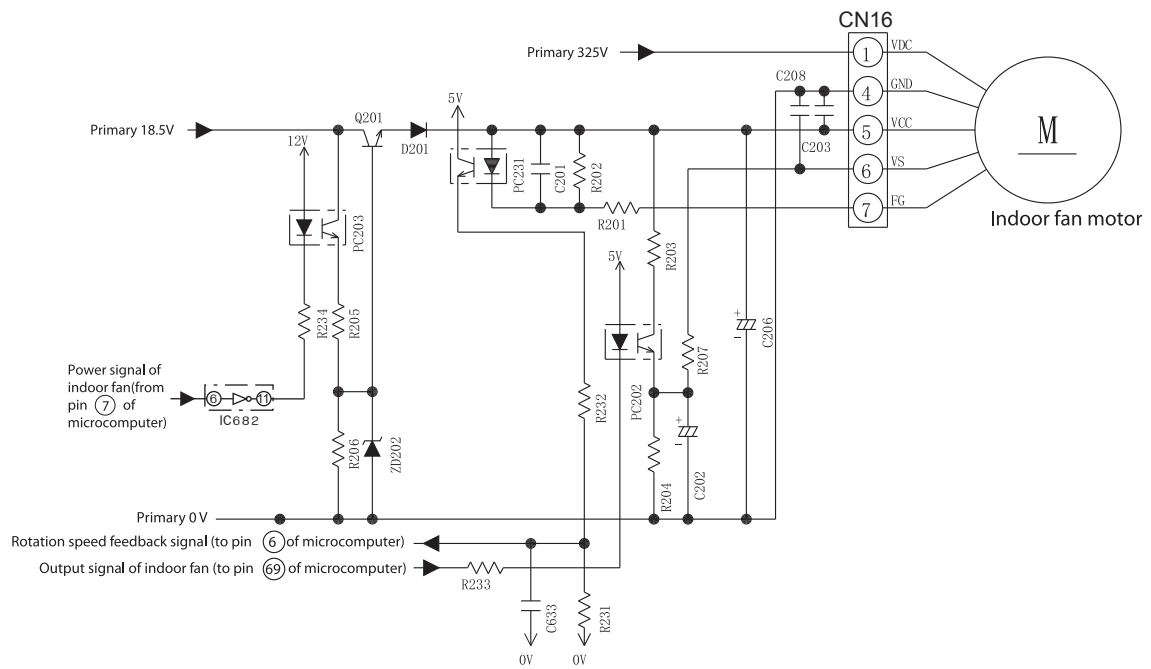 CN16
Primary 325V
1
VDC
C208
4
GND
5V
Q201
Primary 18.5V
D201
5
VCC
M
12V
C203
PC231
C201
R202
6
VS
7
FG
R201
Indoor fan motor
PC203
R203
5V
R234
R205
R207
C206
Power signal of
indoor fan(from
pin 7 of
microcomputer)
6
11
IC682
R232
PC202
R206
ZD202
R204
C202
Primary 0 V
Rotation speed feedback signal (to pin 6 of microcomputer)
Output signal of indoor fan (to pin 69 of microcomputer)
R233
C633
R231
0V
0V